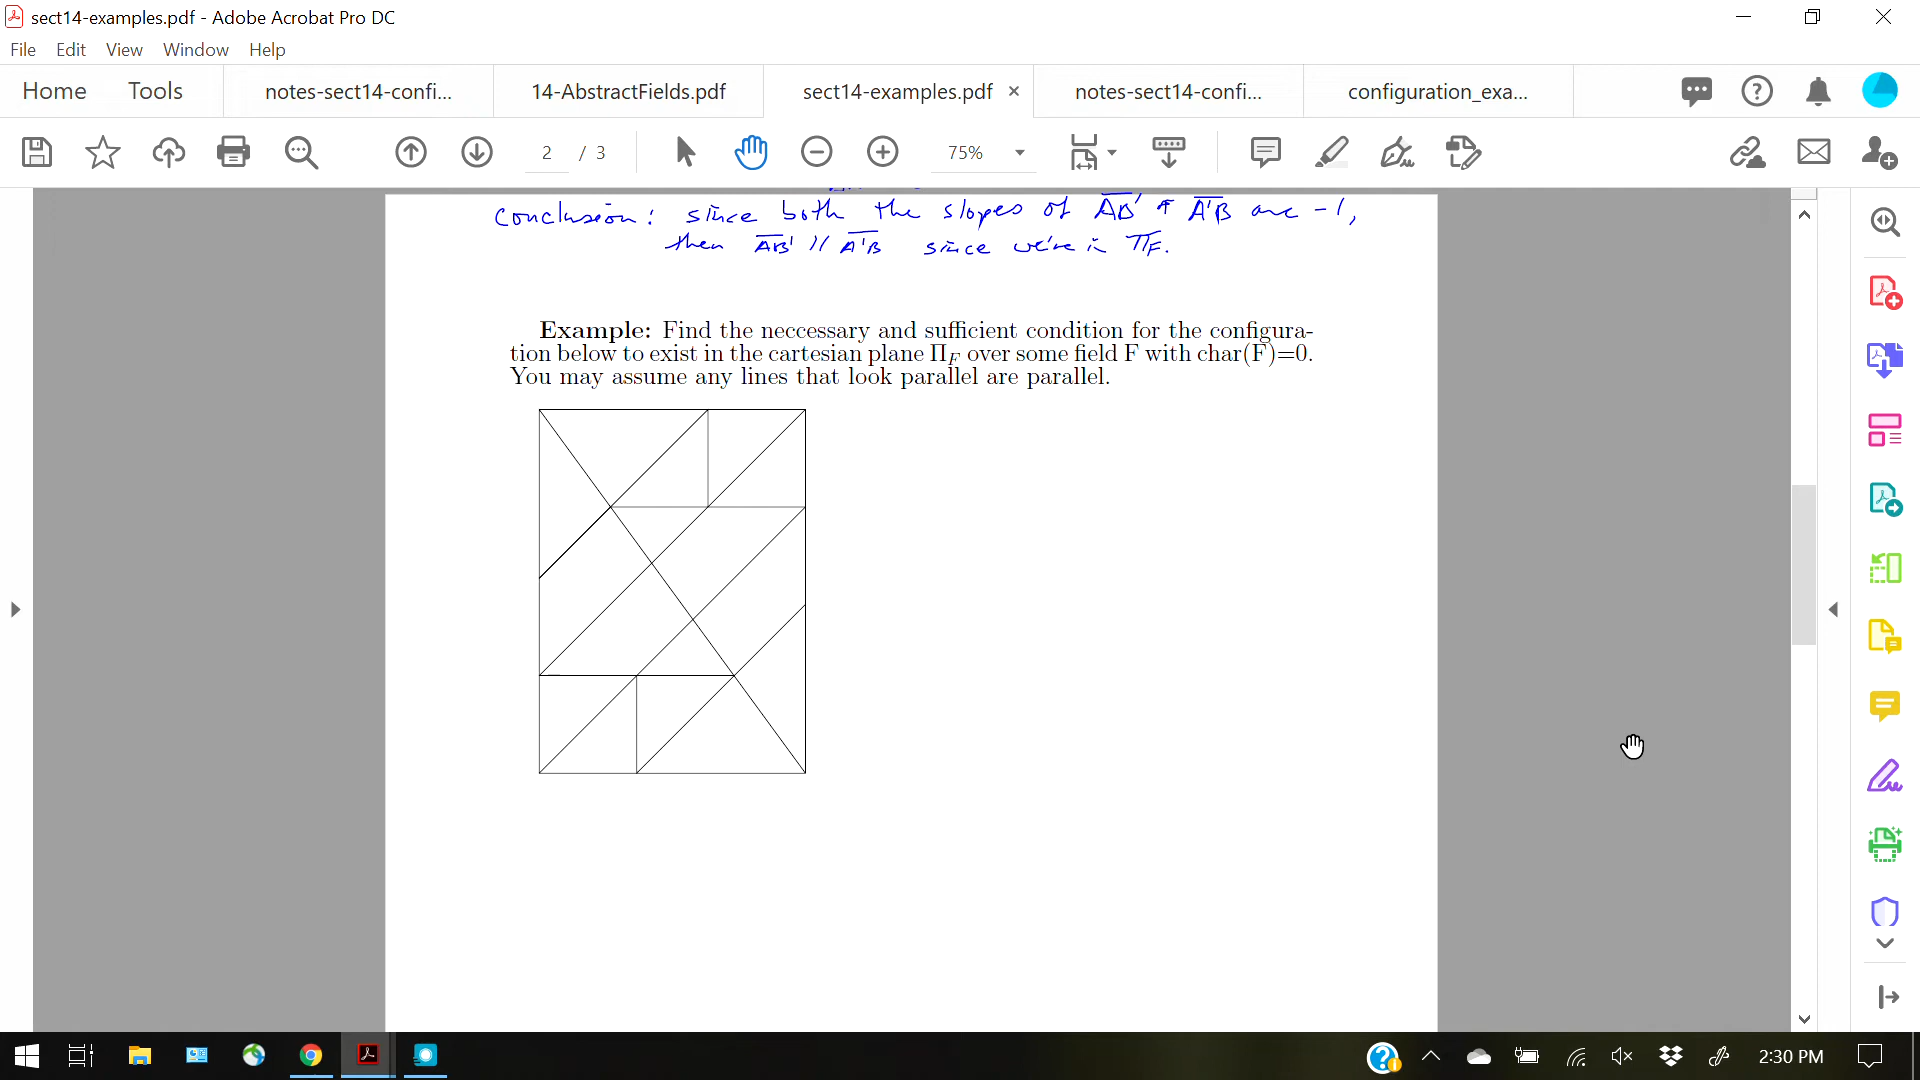 sect14-examples.pdf - Adobe Acrobat Pro DC
File Edit View Window Help
Home Tools notes-sect14-confi... 14-AbstractFields.pdf sect14-examples.pdf × notes-sect14-confi... configuration_exa...
2 / 3 75%
Conclusion: since both the slopes of AB' & A'B are -1,
then AB' // A'B since we're in ΠF.
Example: Find the neccessary and sufficient condition for the configura-
tion below to exist in the cartesian plane ΠF over some field F with char(F)=0.
You may assume any lines that look parallel are parallel.
2:30 PM